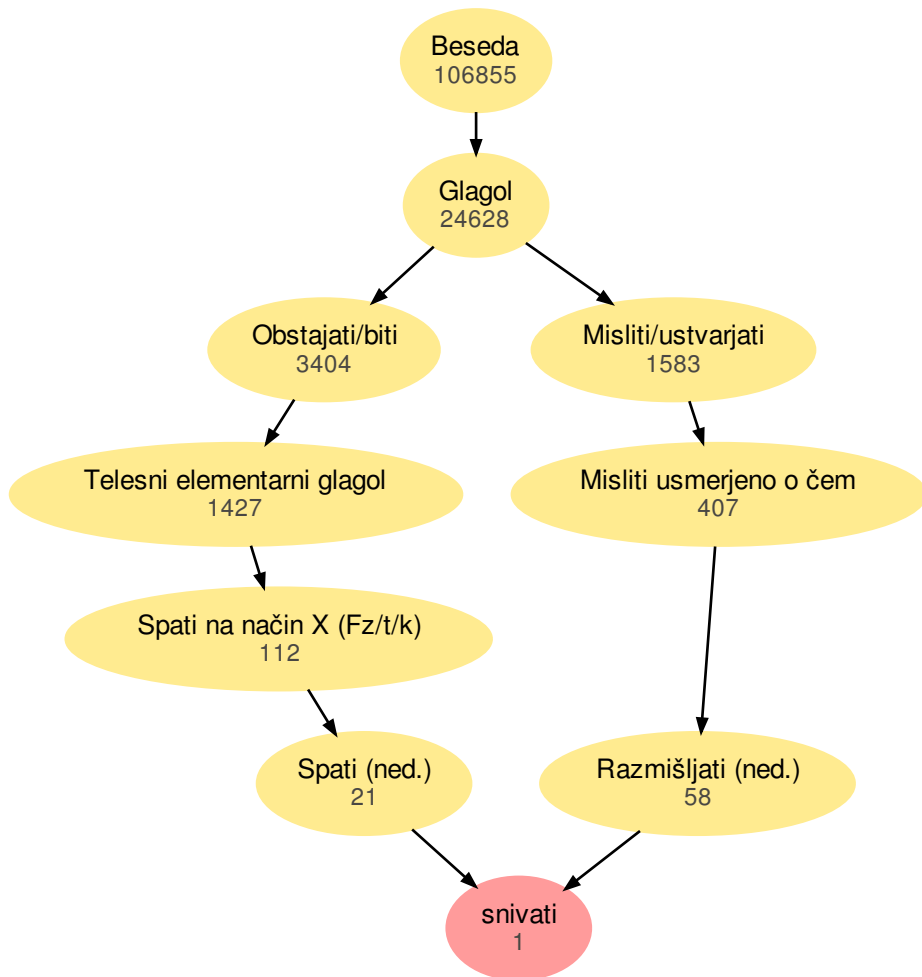 Beseda
106855
Glagol
24628
Obstajati/biti
3404
Misliti/ustvarjati
1583
Telesni elementarni glagol
1427
Misliti usmerjeno o čem
407
Spati na način X (Fz/t/k)
112
Spati (ned.)
21
Razmišljati (ned.)
58
snivati
1